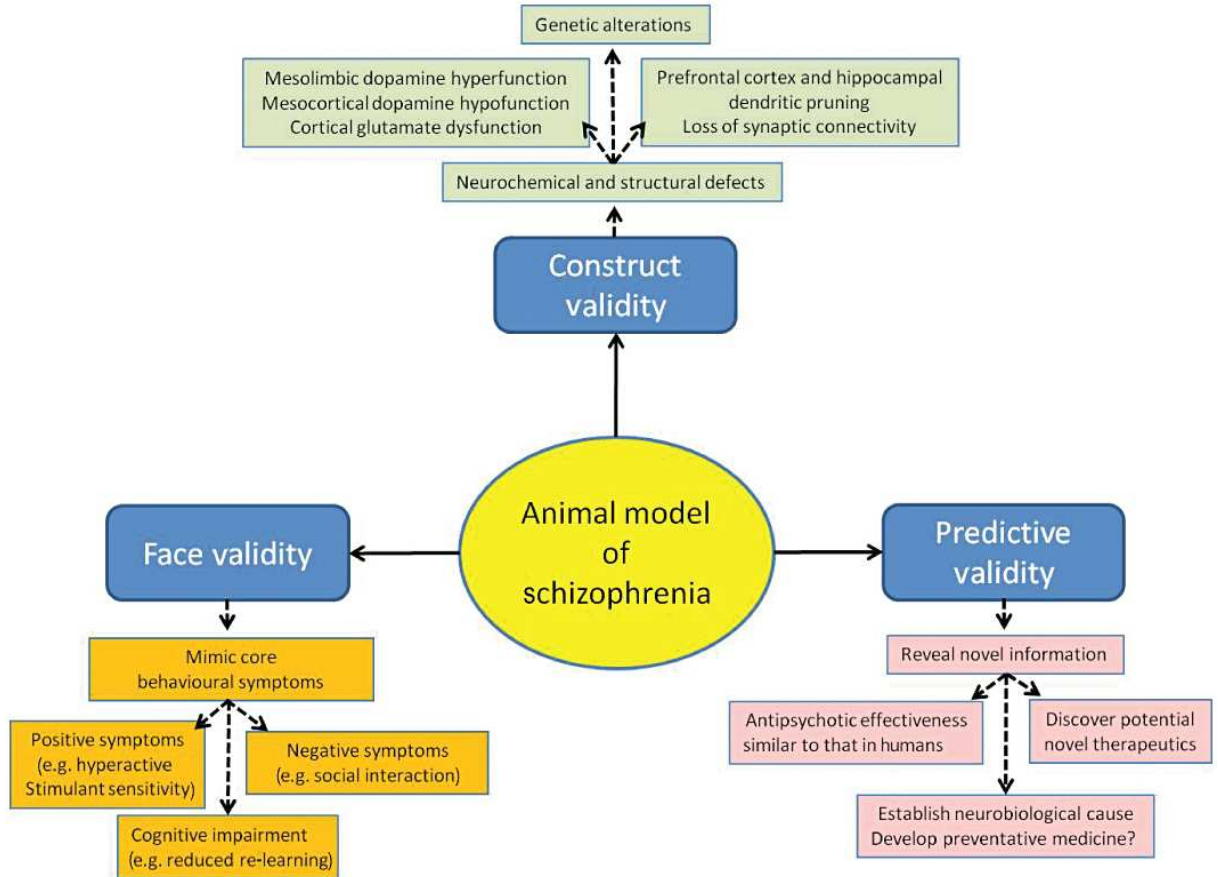 Genetic alterations
Mesolimbic dopamine hyperfunction
Mesocortical dopamine hypofunction
Cortical glutamate dysfunction
Prefrontal cortex and hippocampal
dendritic pruning
Loss of synaptic connectivity
Neurochemical and structural defects
Construct
validity
Animal model
of
schizophrenia
Face validity
Mimic core
behavioural symptoms
Positive symptoms
(e.g. hyperactive
Stimulant sensitivity)
Negative symptoms
(e.g. social interaction)
Cognitive impairment
(e.g. reduced re-learning)
Predictive
validity
Reveal novel information
Antipsychotic effectiveness
similar to that in humans
Discover potential
novel therapeutics
Establish neurobiological cause
Develop preventative medicine?